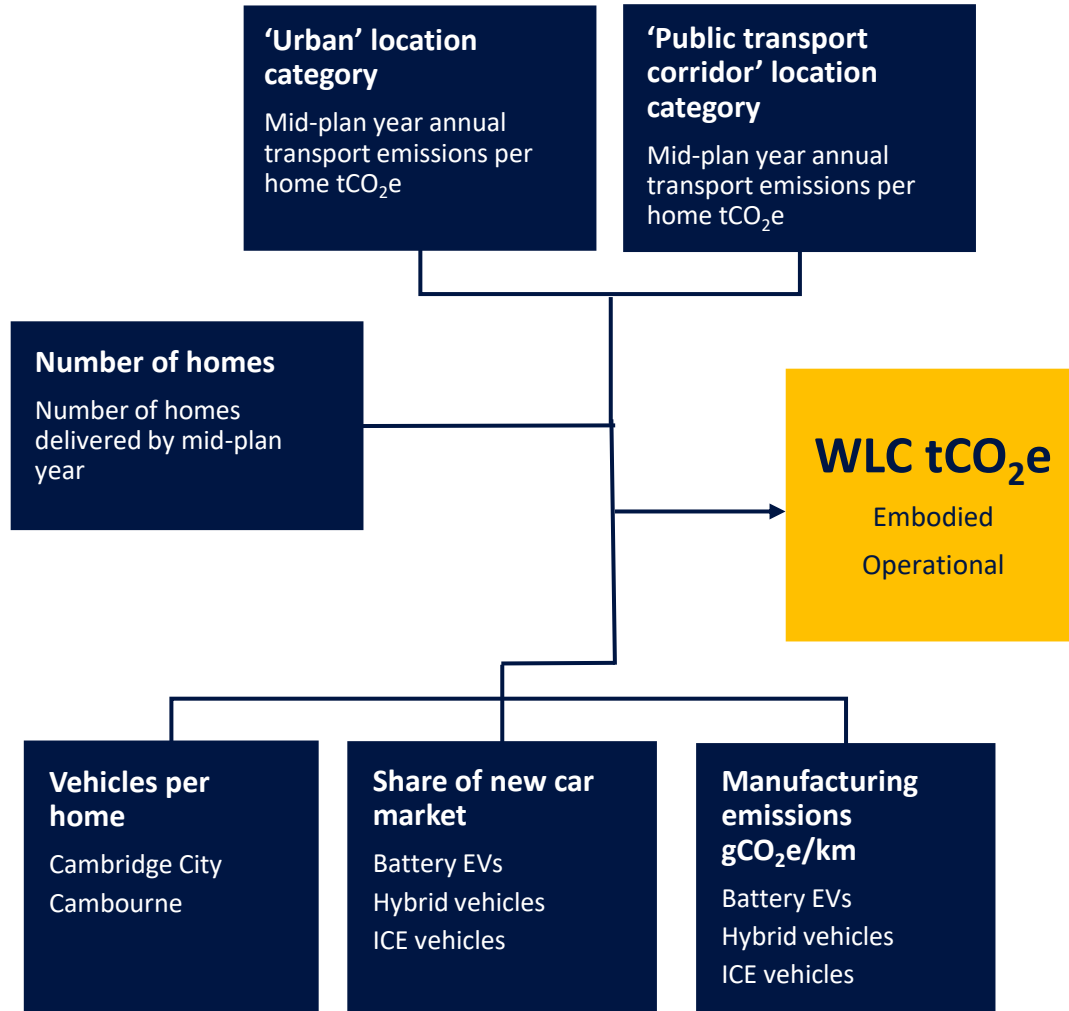 ‘Urban’ location
category
Mid-plan year annual
transport emissions per
home tCO₂e
‘Public transport
corridor’ location
category
Mid-plan year annual
transport emissions per
home tCO₂e
Number of homes
Number of homes
delivered by mid-plan
year
WLC tCO₂e
Embodied
Operational
Vehicles per
home
Cambridge City
Cambourne
Share of new car
market
Battery EVs
Hybrid vehicles
ICE vehicles
Manufacturing
emissions
gCO₂e/km
Battery EVs
Hybrid vehicles
ICE vehicles